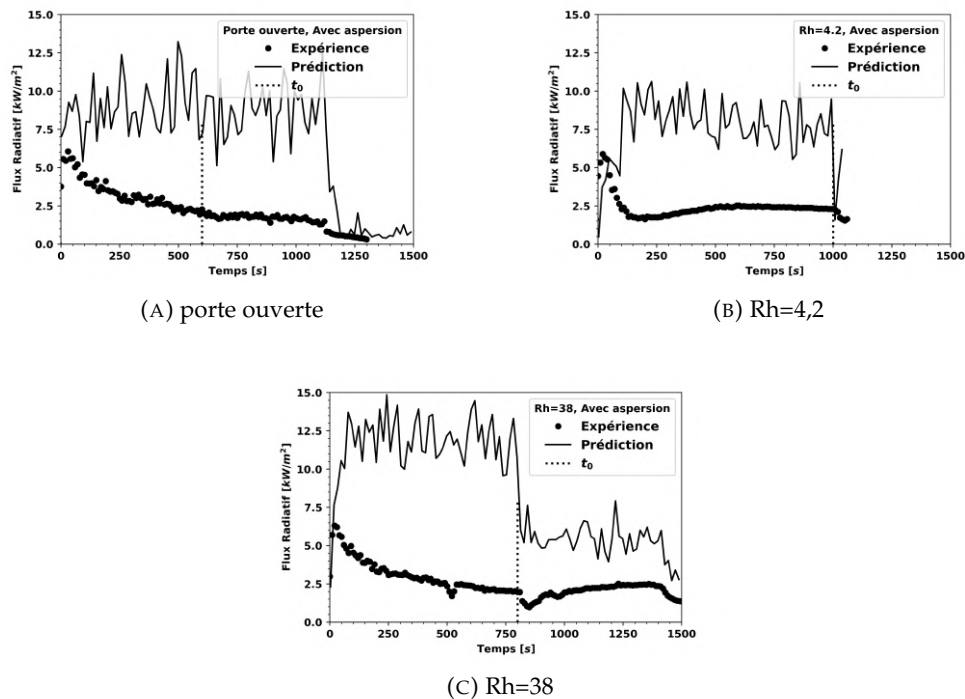 15.0
12.5
10.0
7.5
5.0
2.5
0.0
Flux Radiatif [kW/m²]
Porte ouverte, Avec aspersion
Expérience
Prédiction
t₀
0 250 500 750 1000 1250 1500
Temps [s]
(A) porte ouverte
15.0
12.5
10.0
7.5
5.0
2.5
0.0
Flux Radiatif [kW/m²]
Rh=4.2, Avec aspersion
Expérience
Prédiction
t₀
0 250 500 750 1000 1250 1500
Temps [s]
(B) Rh=4,2
15.0
12.5
10.0
7.5
5.0
2.5
0.0
Flux Radiatif [kW/m²]
Rh=38, Avec aspersion
Expérience
Prédiction
t₀
0 250 500 750 1000 1250 1500
Temps [s]
(C) Rh=38